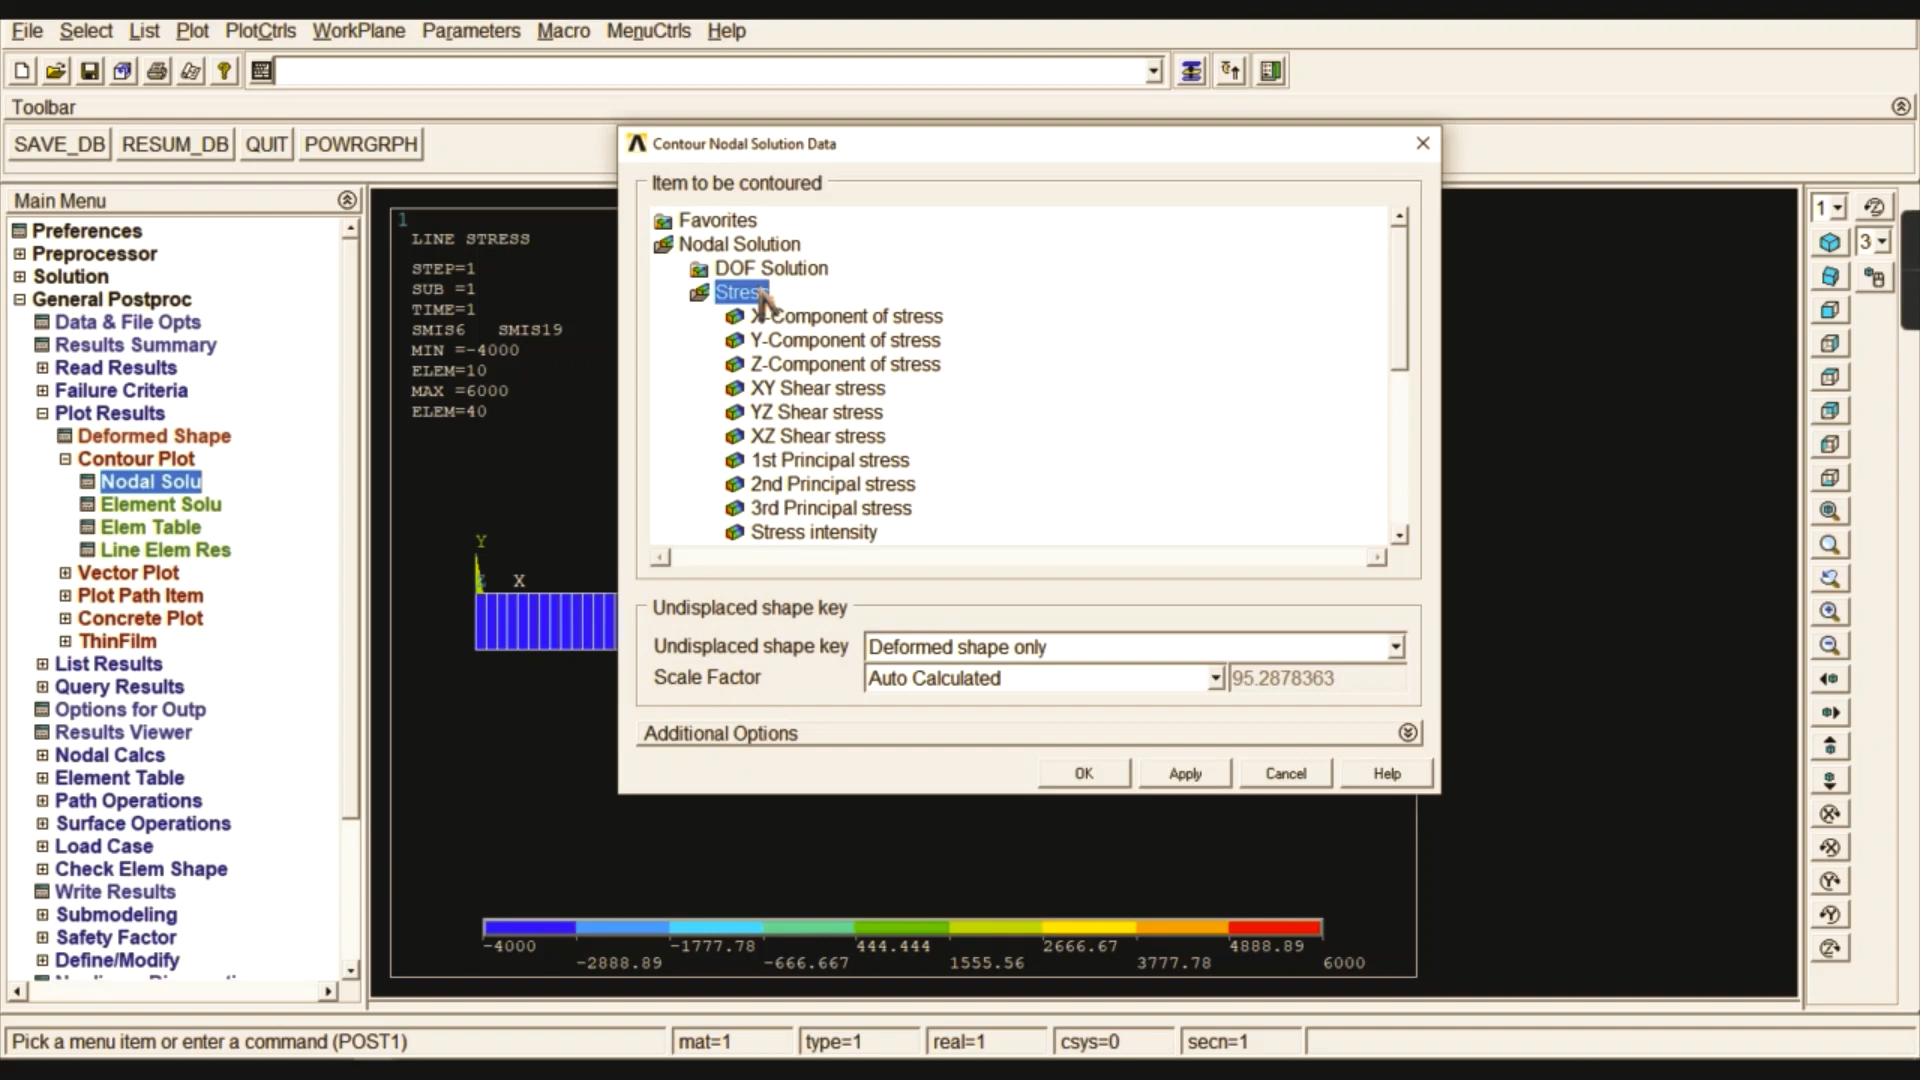 File Select List Plot PlotCtrls WorkPlane Parameters Macro MenuCtrls Help
Toolbar
SAVE_DB RESUM_DB QUIT POWRGRPH
Main Menu
Preferences
Preprocessor
Solution
General Postproc
Data & File Opts
Results Summary
Read Results
Failure Criteria
Plot Results
Deformed Shape
Contour Plot
Nodal Solu
Element Solu
Elem Table
Line Elem Res
Vector Plot
Plot Path Item
Concrete Plot
ThinFilm
List Results
Query Results
Options for Outp
Results Viewer
Nodal Calcs
Element Table
Path Operations
Surface Operations
Load Case
Check Elem Shape
Write Results
Submodeling
Safety Factor
Define/Modify
1
LINE STRESS
STEP=1
SUB =1
TIME=1
SMIS6 SMIS19
MIN =-4000
ELEM=10
MAX =6000
ELEM=40
Y
Z X
Contour Nodal Solution Data
Item to be contoured
Favorites
Nodal Solution
DOF Solution
Stress
X-Component of stress
Y-Component of stress
Z-Component of stress
XY Shear stress
YZ Shear stress
XZ Shear stress
1st Principal stress
2nd Principal stress
3rd Principal stress
Stress intensity
Undisplaced shape key
Undisplaced shape key Deformed shape only
Scale Factor Auto Calculated 95.2878363
Additional Options
OK Apply Cancel Help
-4000 -1777.78 444.444 2666.67 4888.89
-2888.89 -666.667 1555.56 3777.78 6000
1
3
Pick a menu item or enter a command (POST1) mat=1 type=1 real=1 csys=0 secn=1